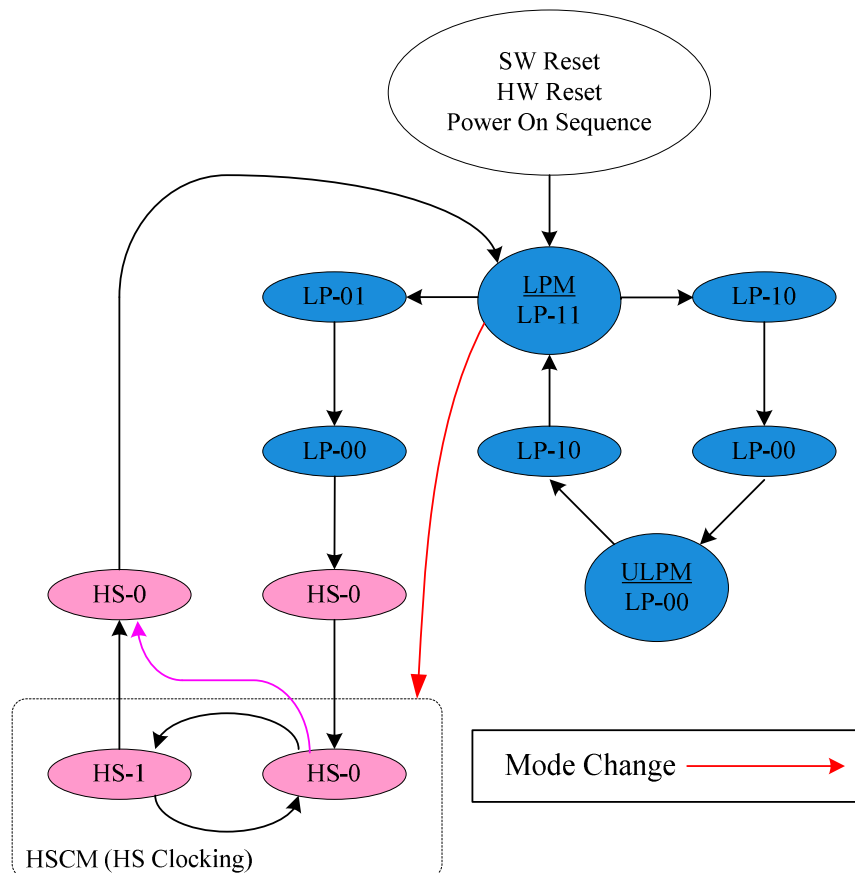 SW Reset
HW Reset
Power On Sequence
LP-01
LPM
LP-11
LP-10
LP-00
LP-10
LP-00
ULPM
LP-00
HS-0
HS-0
HS-1
HS-0
Mode Change
HSCM (HS Clocking)